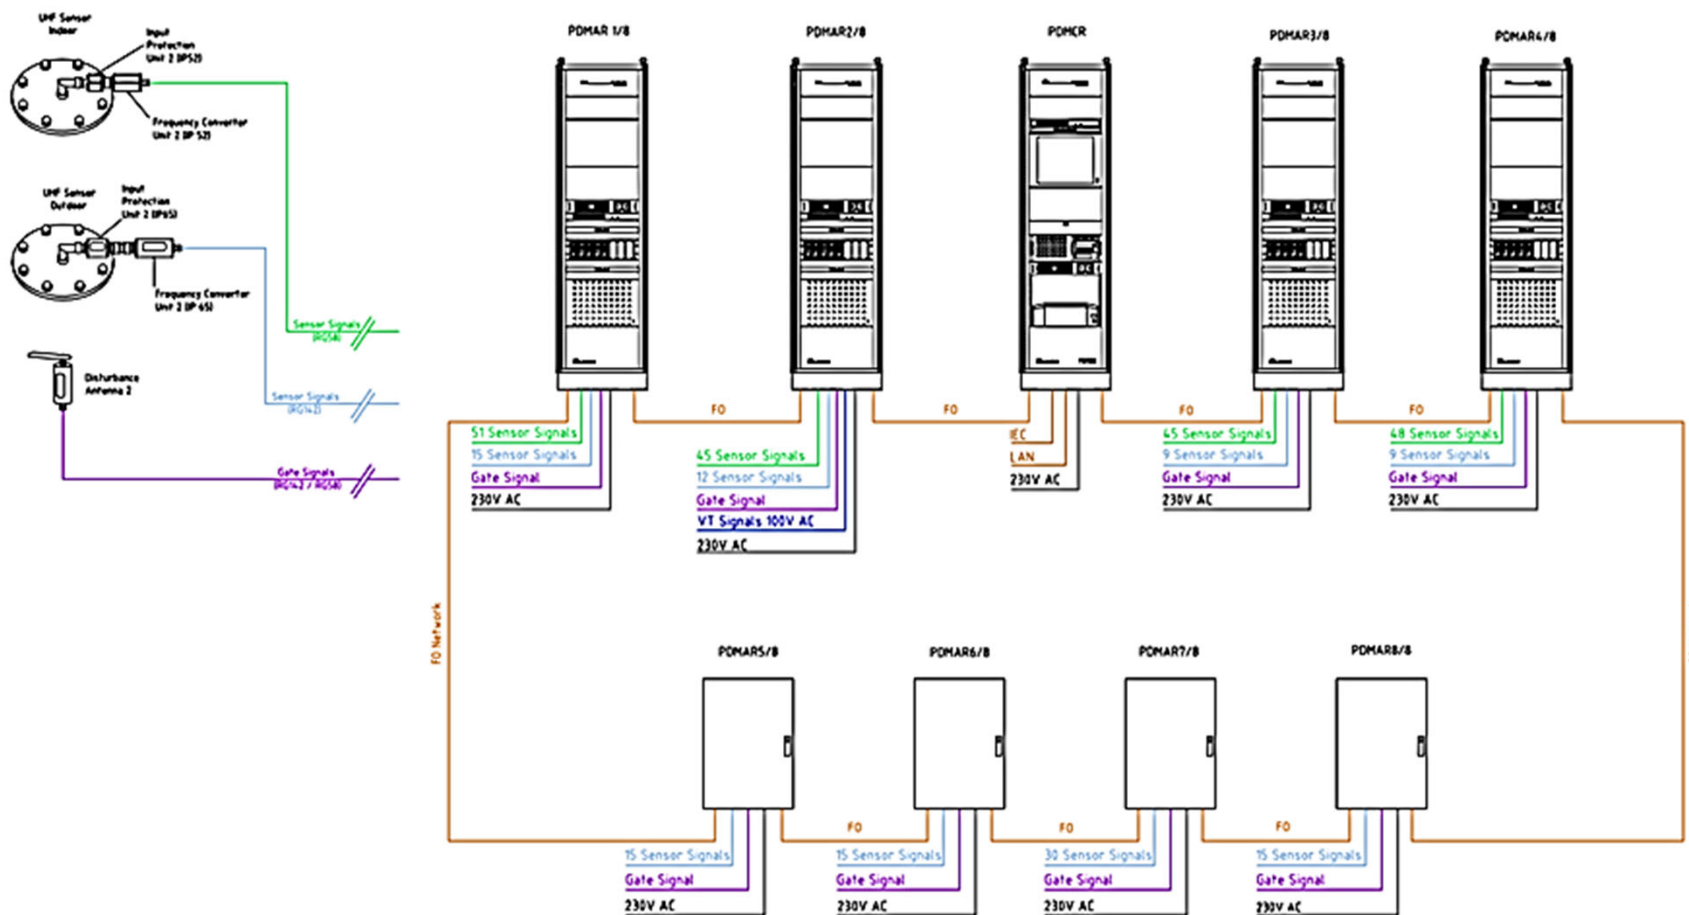 UHF Sensor
Indoor
Input
Protection
Unit 2 (IP52)
Frequency Convertor
Unit 2 (IP 52)
UHF Sensor
Outdoor
Input
Protection
Unit 2 (IP65)
Frequency Convertor
Unit 2 (IP 65)
Sensor Signals
(RG58)
Disturbance
Antenna 2
Sensor Signals
(RG142)
Gate Signals
(RG142 / RG58)
PDMAR 1/8
PDMAR2/8
PDMCR
PDMAR3/8
PDMAR4/8
FO
FO
FO
FO
51 Sensor Signals
15 Sensor Signals
Gate Signal
230V AC
45 Sensor Signals
12 Sensor Signals
Gate Signal
VT Signals 100V AC
230V AC
IEC
LAN
230V AC
45 Sensor Signals
9 Sensor Signals
Gate Signal
230V AC
48 Sensor Signals
9 Sensor Signals
Gate Signal
230V AC
FO Network
PDMAR5/8
PDMAR6/8
PDMAR7/8
PDMAR8/8
FO
FO
FO
15 Sensor Signals
Gate Signal
230V AC
15 Sensor Signals
Gate Signal
230V AC
30 Sensor Signals
Gate Signal
230V AC
15 Sensor Signals
Gate Signal
230V AC